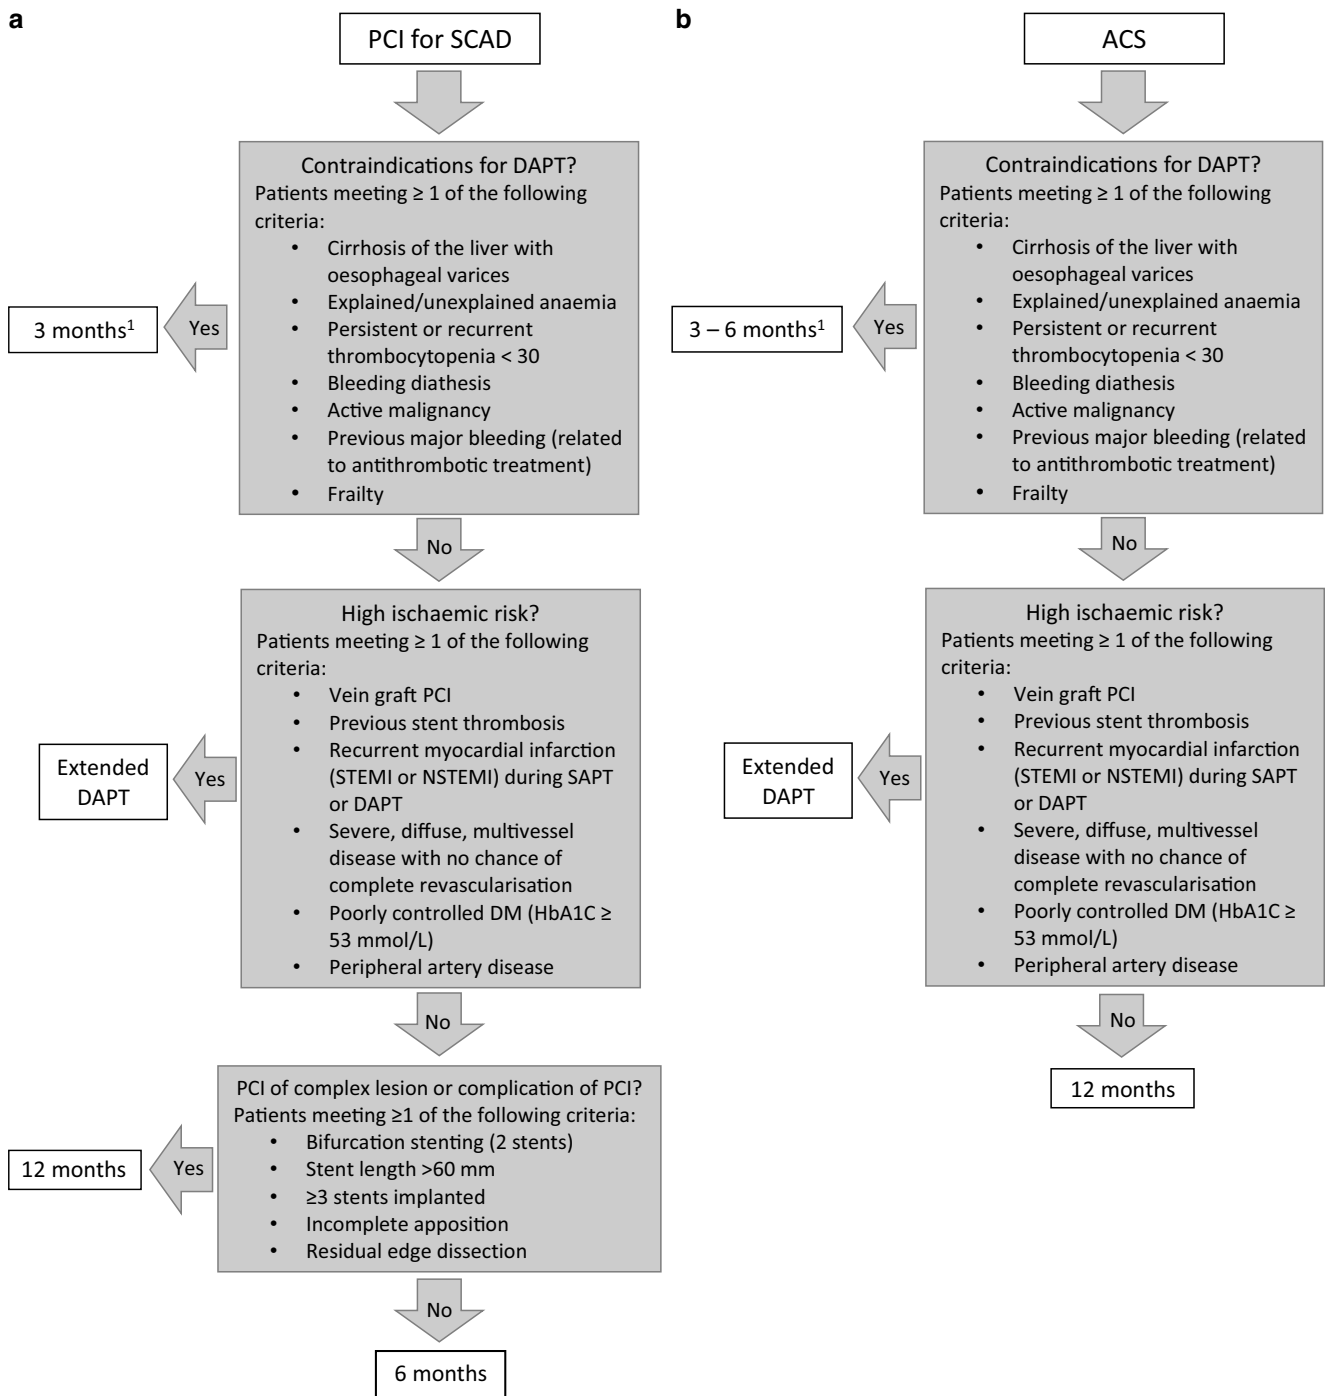 a
PCI for SCAD
Contraindications for DAPT?
Patients meeting ≥ 1 of the following
criteria:
• Cirrhosis of the liver with
oesophageal varices
• Explained/unexplained anaemia
• Persistent or recurrent
thrombocytopenia < 30
• Bleeding diathesis
• Active malignancy
• Previous major bleeding (related
to antithrombotic treatment)
• Frailty
Yes
3 months¹
No
High ischaemic risk?
Patients meeting ≥ 1 of the following
criteria:
• Vein graft PCI
• Previous stent thrombosis
• Recurrent myocardial infarction
(STEMI or NSTEMI) during SAPT
or DAPT
• Severe, diffuse, multivessel
disease with no chance of
complete revascularisation
• Poorly controlled DM (HbA1C ≥
53 mmol/L)
• Peripheral artery disease
Yes
Extended
DAPT
No
PCI of complex lesion or complication of PCI?
Patients meeting ≥1 of the following criteria:
• Bifurcation stenting (2 stents)
• Stent length >60 mm
• ≥3 stents implanted
• Incomplete apposition
• Residual edge dissection
Yes
12 months
No
6 months
b
ACS
Contraindications for DAPT?
Patients meeting ≥ 1 of the following
criteria:
• Cirrhosis of the liver with
oesophageal varices
• Explained/unexplained anaemia
• Persistent or recurrent
thrombocytopenia < 30
• Bleeding diathesis
• Active malignancy
• Previous major bleeding (related
to antithrombotic treatment)
• Frailty
Yes
3 – 6 months¹
No
High ischaemic risk?
Patients meeting ≥ 1 of the following
criteria:
• Vein graft PCI
• Previous stent thrombosis
• Recurrent myocardial infarction
(STEMI or NSTEMI) during SAPT
or DAPT
• Severe, diffuse, multivessel
disease with no chance of
complete revascularisation
• Poorly controlled DM (HbA1C ≥
53 mmol/L)
• Peripheral artery disease
Yes
Extended
DAPT
No
12 months